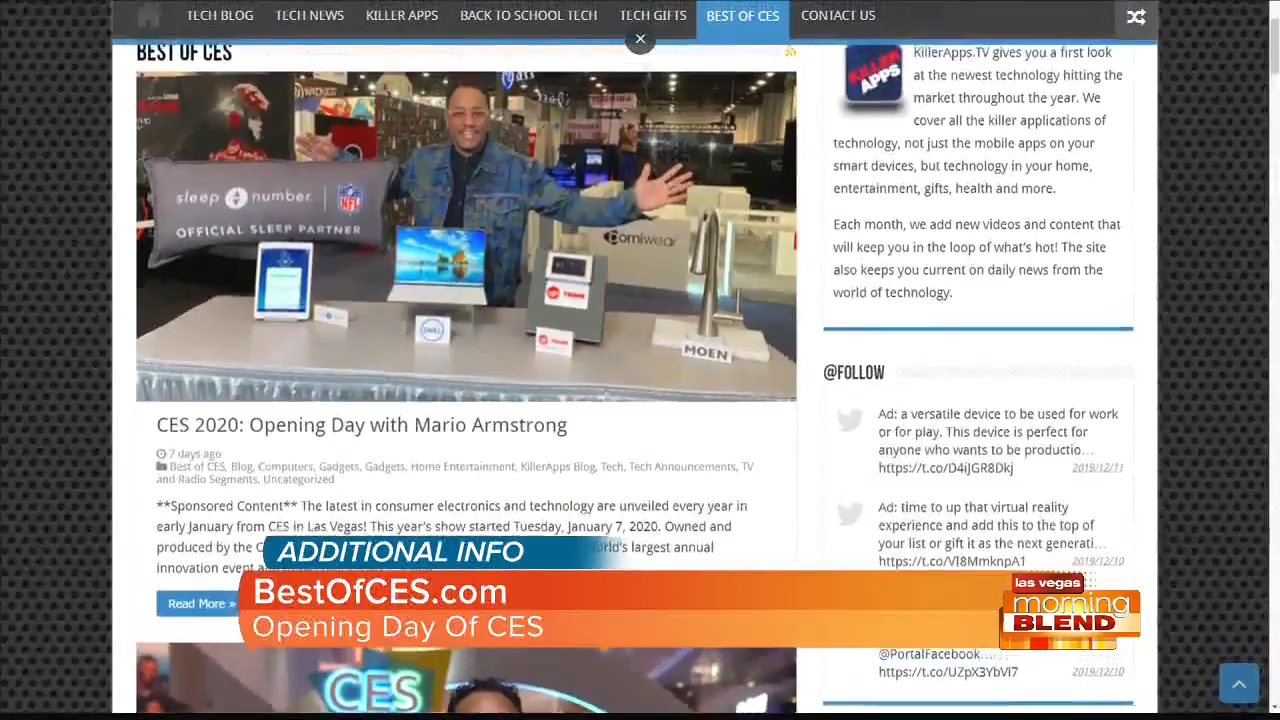 TECH BLOG TECH NEWS KILLER APPS BACK TO SCHOOL TECH TECH GIFTS BEST OF CES CONTACT US
BEST OF CES
sleep number NFL
OFFICIAL SLEEP PARTNER
TOSHIBA
DELL
MOEN
CES 2020: Opening Day with Mario Armstrong
7 days ago
Best of CES, Blog, Computers, Gadgets, Gadgets, Home Entertainment, KillerApps Blog, Tech, Tech Announcements, TV
and Radio Segments, Uncategorized
**Sponsored Content** The latest in consumer electronics and technology are unveiled every year in
early January from CES in Las Vegas! This year's show started Tuesday, January 7, 2020. Owned and
produced by the C world's largest annual
innovation event
Read More »
CES
KILLER
APPS
KillerApps.TV gives you a first look
at the newest technology hitting the
market throughout the year. We
cover all the killer applications of
technology, not just the mobile apps on your
smart devices, but technology in your home,
entertainment, gifts, health and more.
Each month, we add new videos and content that
will keep you in the loop of what's hot! The site
also keeps you current on daily news from the
world of technology.
@FOLLOW
Ad: a versatile device to be used for work
or for play. This device is perfect for
anyone who wants to be productio…
https://t.co/D4iJGR8Dkj 2019/12/11
Ad: time to up that virtual reality
experience and add this to the top of
your list or gift it as the next generati…
https://t.co/VI8MmknpA1 2019/12/10
@PortalFacebook…
https://t.co/UZpX3YbVi7 2019/12/10
ADDITIONAL INFO
BestOfCES.com
Opening Day Of CES
las vegas
morning
BLEND